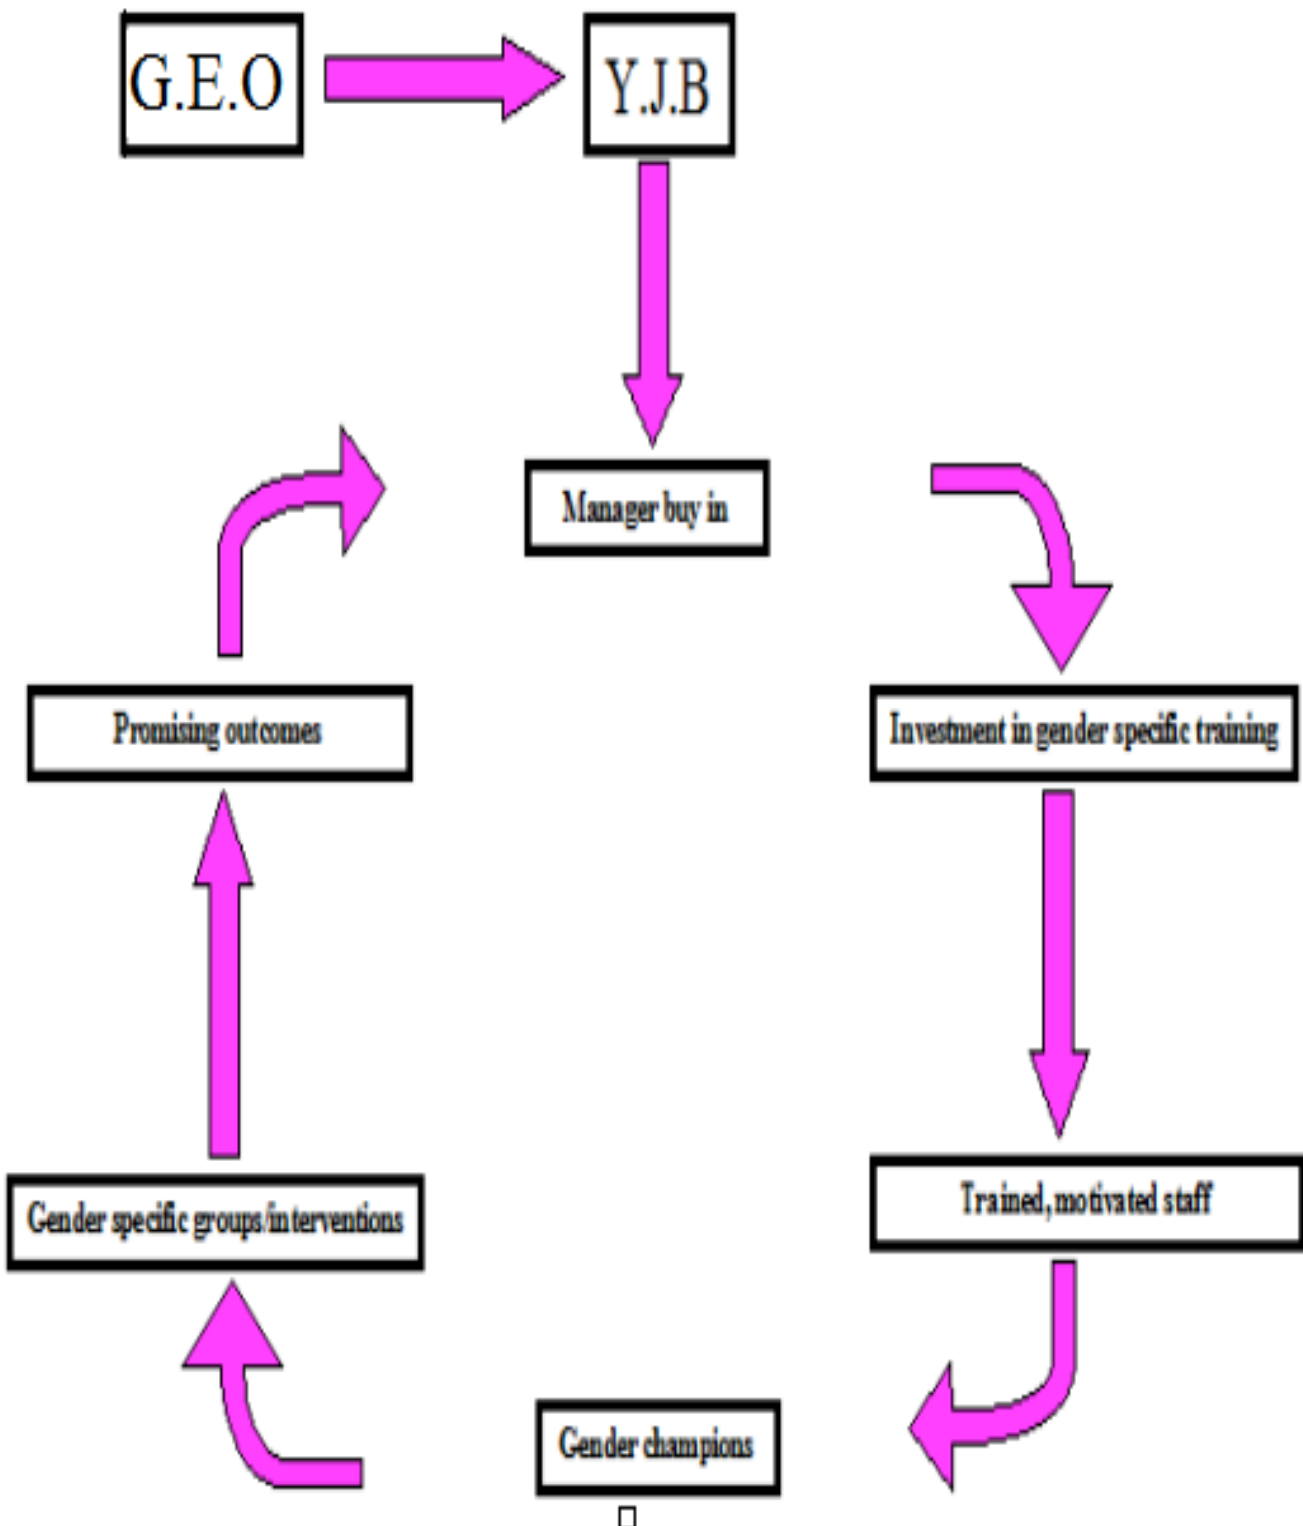 G.E.O
Y.J.B
Manager buy in
Promising outcomes
Investment in gender specific training
Gender specific groups/interventions
Trained, motivated staff
Gender champions